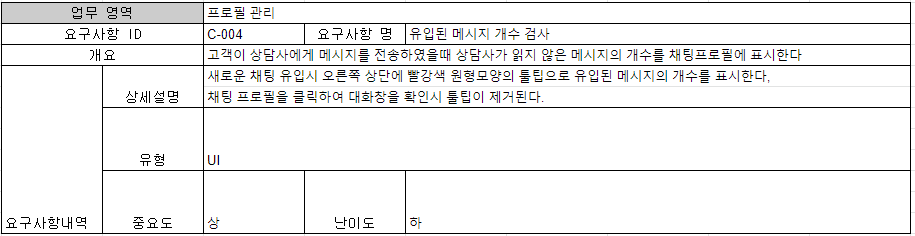 업무 영역 프로필 관리
요구사항 ID C-004 요구사항 명 유입된 메시지 개수 검사
개요 고객이 상담사에게 메시지를 전송하였을때 상담사가 읽지 않은 메시지의 개수를 채팅프로필에 표시한다
새로운 채팅 유입시 오른쪽 상단에 빨강색 원형모양의 툴팁으로 유입된 메시지의 개수를 표시한다,
상세설명 채팅 프로필을 클릭하여 대화창을 확인시 툴팁이 제거된다.
유형 UI
요구사항내역 중요도 상 난이도 하